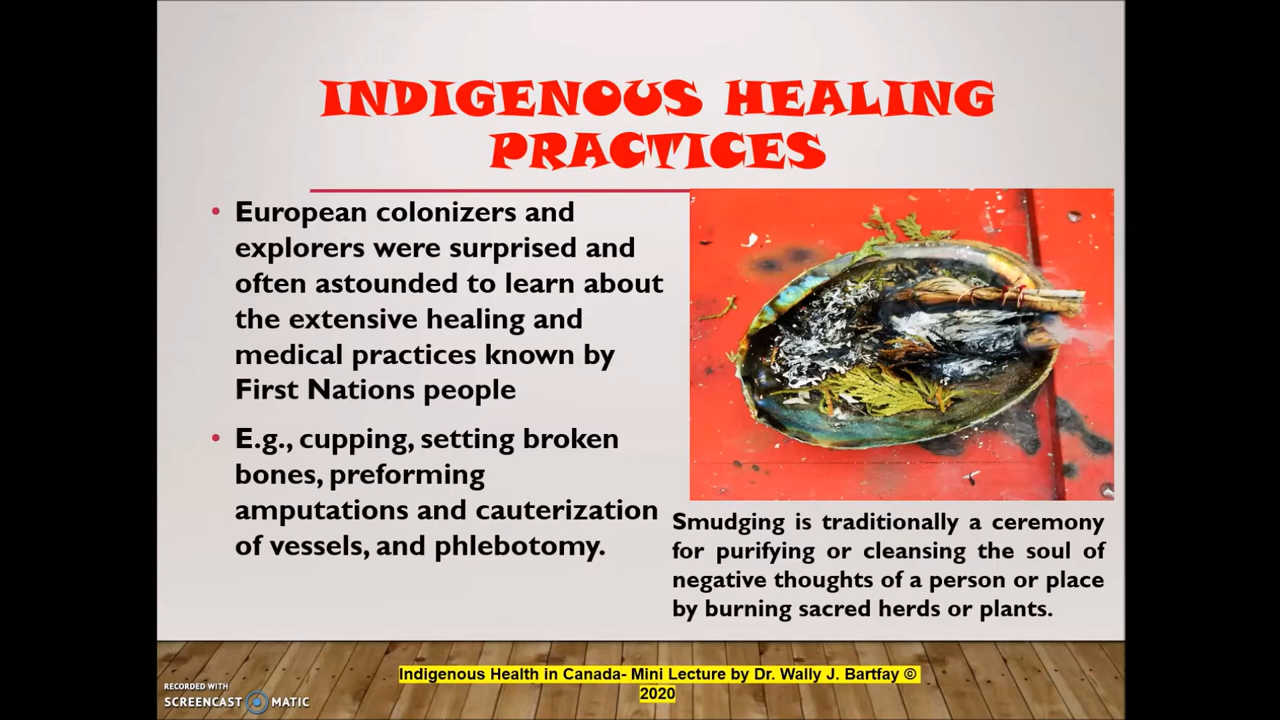 INDIGENOUS HEALING
PRACTICES
• European colonizers and
explorers were surprised and
often astounded to learn about
the extensive healing and
medical practices known by
First Nations people
• E.g., cupping, setting broken
bones, preforming
amputations and cauterization
of vessels, and phlebotomy.
Smudging is traditionally a ceremony
for purifying or cleansing the soul of
negative thoughts of a person or place
by burning sacred herds or plants.
Indigenous Health in Canada- Mini Lecture by Dr. Wally J. Bartfay ©
2020
RECORDED WITH
SCREENCAST MATIC